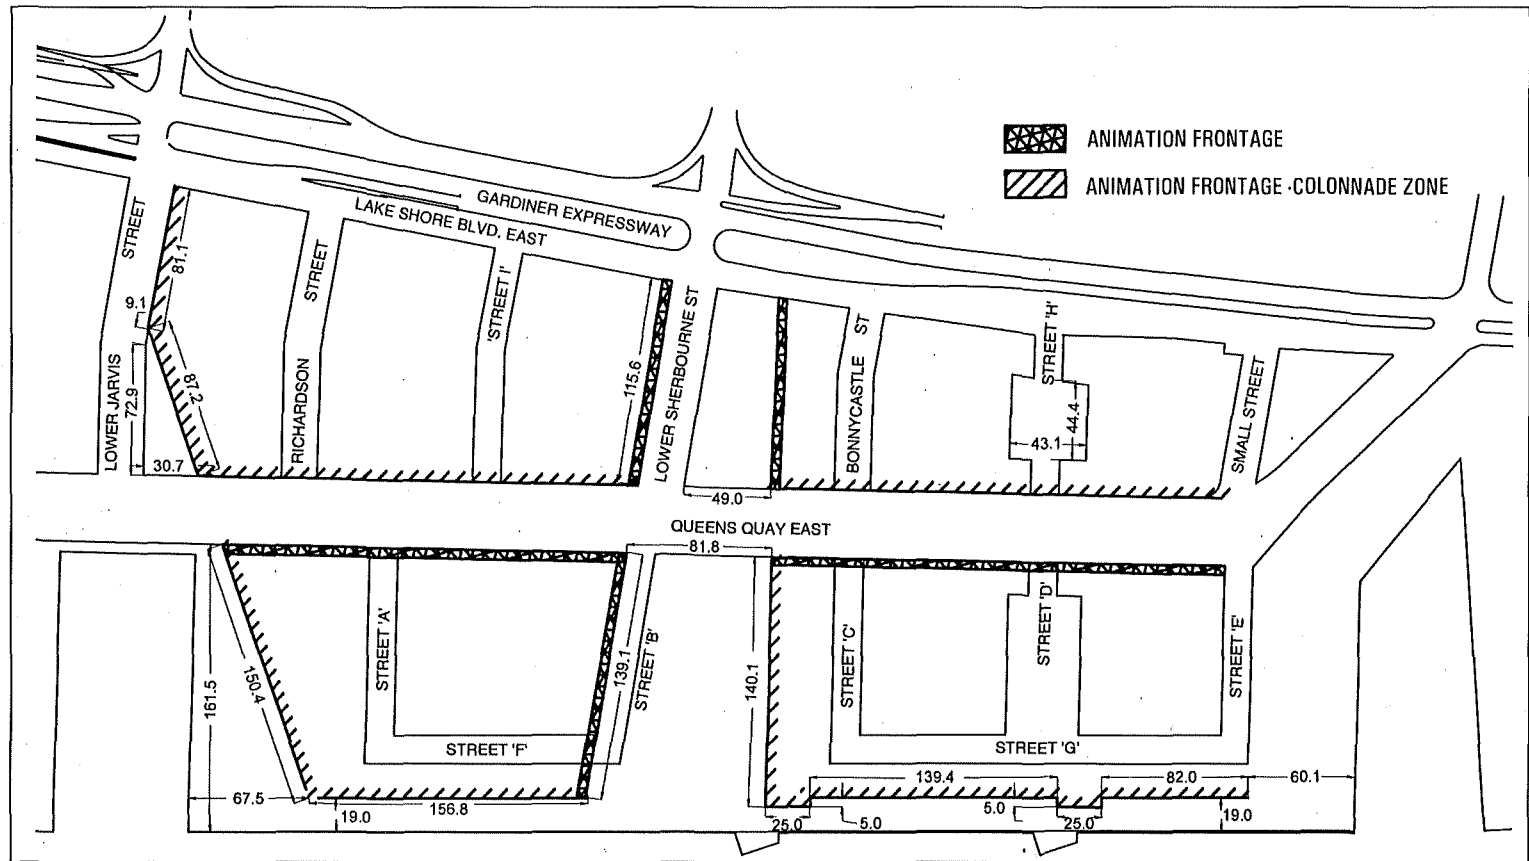 ANIMATION FRONTAGE
ANIMATION FRONTAGE -COLONNADE ZONE
GARDINER EXPRESSWAY
LAKE SHORE BLVD. EAST
STREET
LOWER JARVIS
81.1
9.1
87.2
72.9
30.7
STREET
RICHARDSON
'STREET I'
115.6
LOWER SHERBOURNE ST
49.0
ST
BONNYCASTLE
STREET 'H'
44.4
43.1
SMALL STREET
QUEENS QUAY EAST
81.8
161.5
150.4
STREET 'A'
139.1
STREET 'B'
140.1
STREET 'C'
STREET 'D'
STREET 'E'
STREET 'F'
STREET 'G'
67.5
19.0
156.8
139.4
82.0
60.1
25.0
5.0
5.0
25.0
19.0